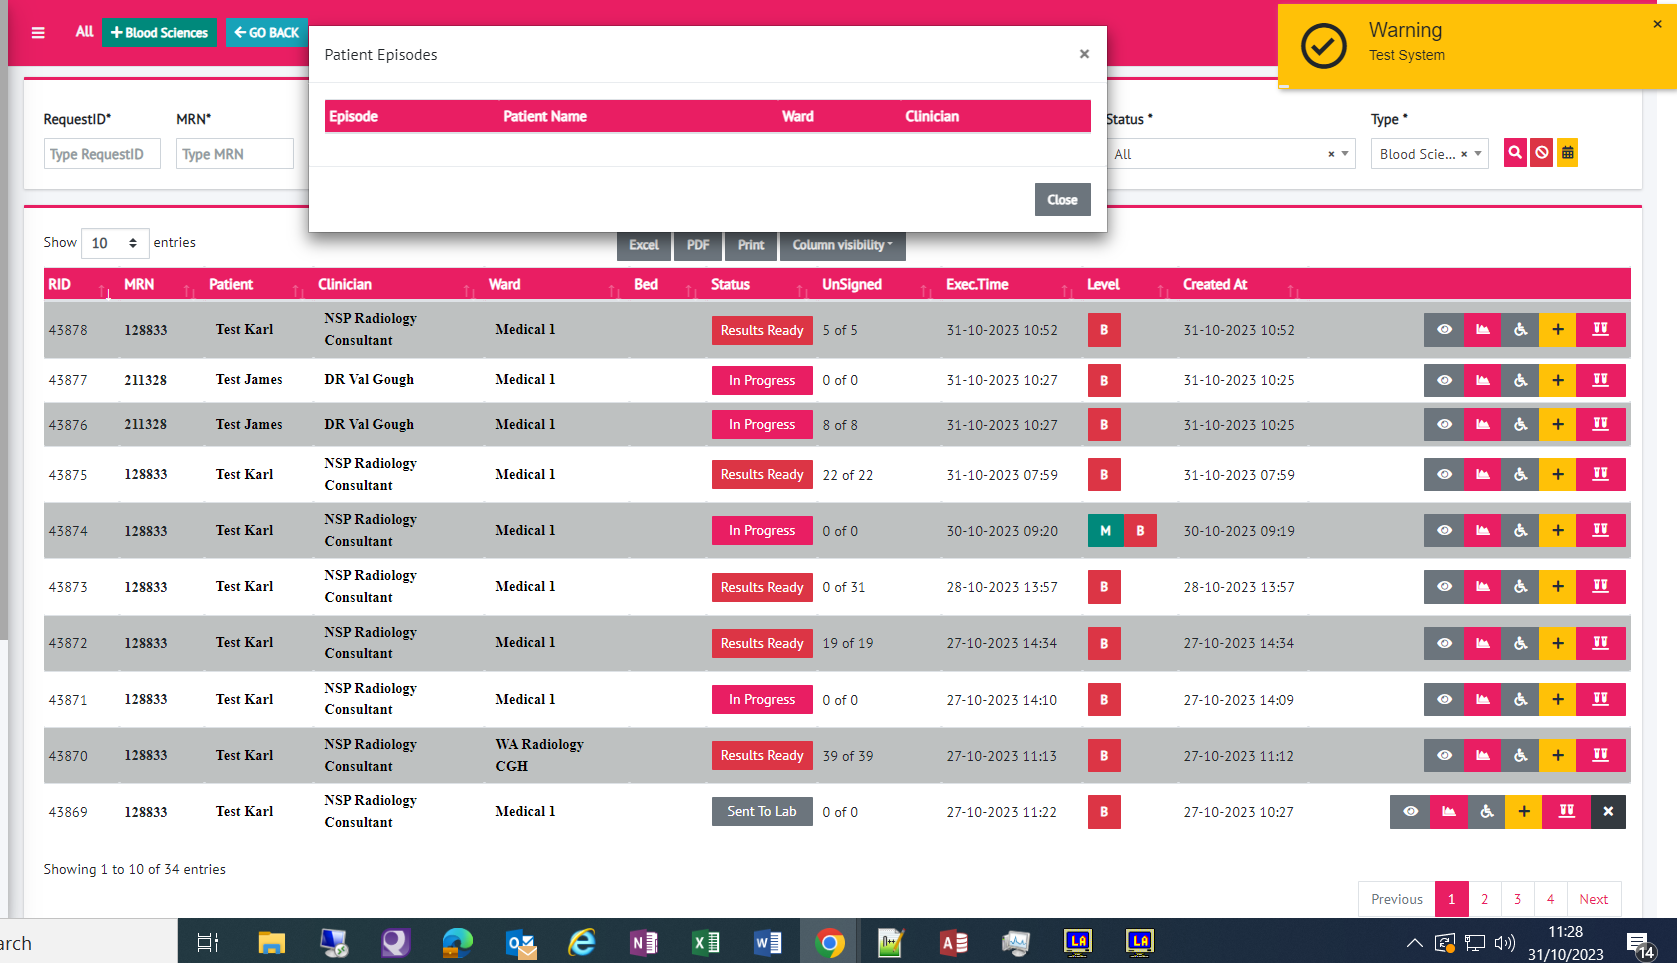 All
Blood Sciences
GO BACK
Patient Episodes
×
Episode Patient Name Ward Clinician
Close
Warning
Test System
×
RequestID*
MRN*
Status *
Type *
Type RequestID
Type MRN
All × 
Blood Scie... ×
Show 10 entries
Excel PDF Print Column visibility
RID MRN Patient Clinician Ward Bed Status UnSigned Exec.Time Level Created At
43878 128833 Test Karl NSP Radiology Consultant Medical 1 Results Ready 5 of 5 31-10-2023 10:52 B 31-10-2023 10:52
43877 211328 Test James DR Val Gough Medical 1 In Progress 0 of 0 31-10-2023 10:27 B 31-10-2023 10:25
43876 211328 Test James DR Val Gough Medical 1 In Progress 8 of 8 31-10-2023 10:27 B 31-10-2023 10:25
43875 128833 Test Karl NSP Radiology Consultant Medical 1 Results Ready 22 of 22 31-10-2023 07:59 B 31-10-2023 07:59
43874 128833 Test Karl NSP Radiology Consultant Medical 1 In Progress 0 of 0 30-10-2023 09:20 M B 30-10-2023 09:19
43873 128833 Test Karl NSP Radiology Consultant Medical 1 Results Ready 0 of 31 28-10-2023 13:57 B 28-10-2023 13:57
43872 128833 Test Karl NSP Radiology Consultant Medical 1 Results Ready 19 of 19 27-10-2023 14:34 B 27-10-2023 14:34
43871 128833 Test Karl NSP Radiology Consultant Medical 1 In Progress 0 of 0 27-10-2023 14:10 B 27-10-2023 14:09
43870 128833 Test Karl NSP Radiology Consultant WA Radiology CGH Results Ready 39 of 39 27-10-2023 11:13 B 27-10-2023 11:12
43869 128833 Test Karl NSP Radiology Consultant Medical 1 Sent To Lab 0 of 0 27-10-2023 11:22 B 27-10-2023 10:27
Showing 1 to 10 of 34 entries
Previous 1 2 3 4 Next
arch
LA
LA
11:28
31/10/2023
14